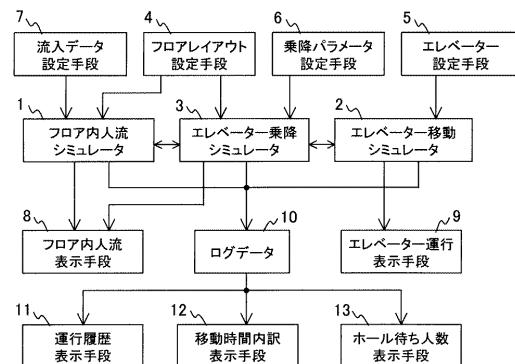 7
流入データ
設定手段
4
フロアレイアウト
設定手段
6
乗降パラメータ
設定手段
5
エレベーター
設定手段
1
フロア内人流
シミュレータ
3
エレベーター乗降
シミュレータ
2
エレベーター移動
シミュレータ
8
フロア内人流
表示手段
10
ログデータ
9
エレベーター運行
表示手段
11
運行履歴
表示手段
12
移動時間内訳
表示手段
13
ホール待ち人数
表示手段